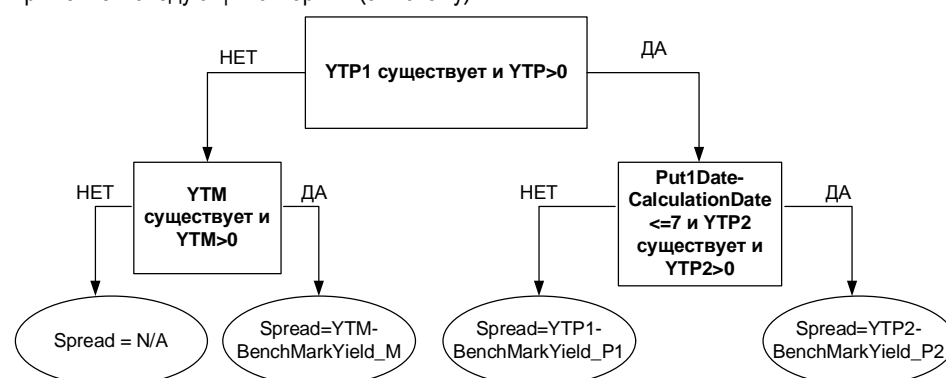 НЕТ
YTP1 существует и YTP>0
ДА
НЕТ
YTM
существует и
YTM>0
ДА
НЕТ
Put1Date-
CalculationDate
<=7 и YTP2
существует и
YTP2>0
ДА
Spread = N/A
Spread=YTM-
BenchMarkYield_M
Spread=YTP1-
BenchMarkYield_P1
Spread=YTP2-
BenchMarkYield_P2